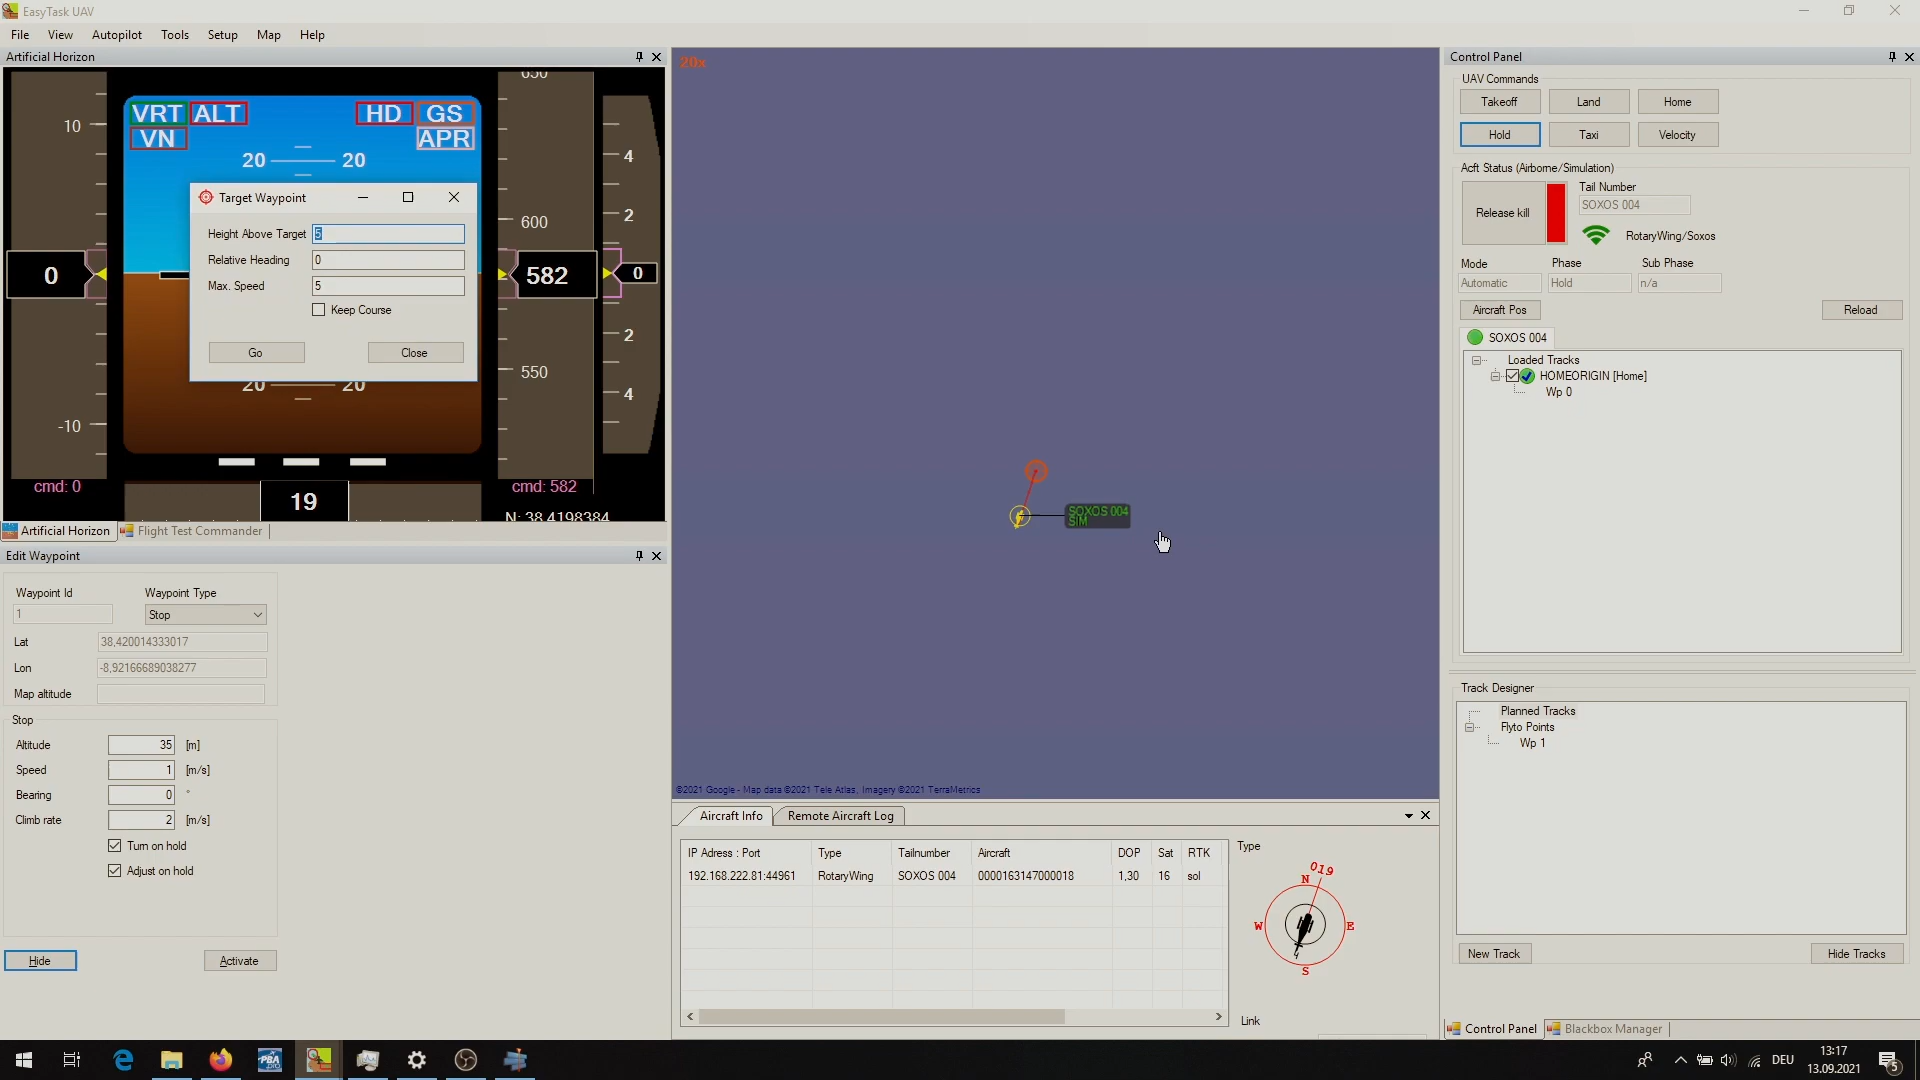 EasyTask UAV
File View Autopilot Tools Setup Map Help
Artificial Horizon
650
10
VRT ALT HD GS
VN APR
20 20
4
2
600
0 582 0
2
550
4
-10
20 20
cmd: 0 cmd: 582
19
N: 38.4198384
Target Waypoint
Height Above Target 5
Relative Heading 0
Max. Speed 5
Keep Course
Go Close
Artificial Horizon Flight Test Commander
Edit Waypoint
Waypoint Id Waypoint Type
1 Stop
Lat 38,420014333017
Lon -8,92166689038277
Map altitude
Stop
Altitude 35 [m]
Speed 1 [m/s]
Bearing 0 °
Climb rate 2 [m/s]
Turn on hold
Adjust on hold
Hide Activate
20x
SOXOS 004
SIM
©2021 Google - Map data ©2021 Tele Atlas, Imagery ©2021 TerraMetrics
Aircraft Info Remote Aircraft Log
IP Adress : Port Type Tailnumber Aircraft DOP Sat RTK
192.168.222.81:44961 RotaryWing SOXOS 004 0000163147000018 1,30 16 sol
Type
019
N
W E
S
Link
Control Panel
UAV Commands
Takeoff Land Home
Hold Taxi Velocity
Acft Status (Airborne/Simulation)
Release kill
Tail Number
SOXOS 004
RotaryWing/Soxos
Mode Phase Sub Phase
Automatic Hold n/a
Aircraft Pos Reload
SOXOS 004
Loaded Tracks
HOMEORIGIN [Home]
Wp 0
Track Designer
Planned Tracks
Flyto Points
Wp 1
New Track Hide Tracks
Control Panel Blackbox Manager
PBA
DEU
13:17
13.09.2021
5